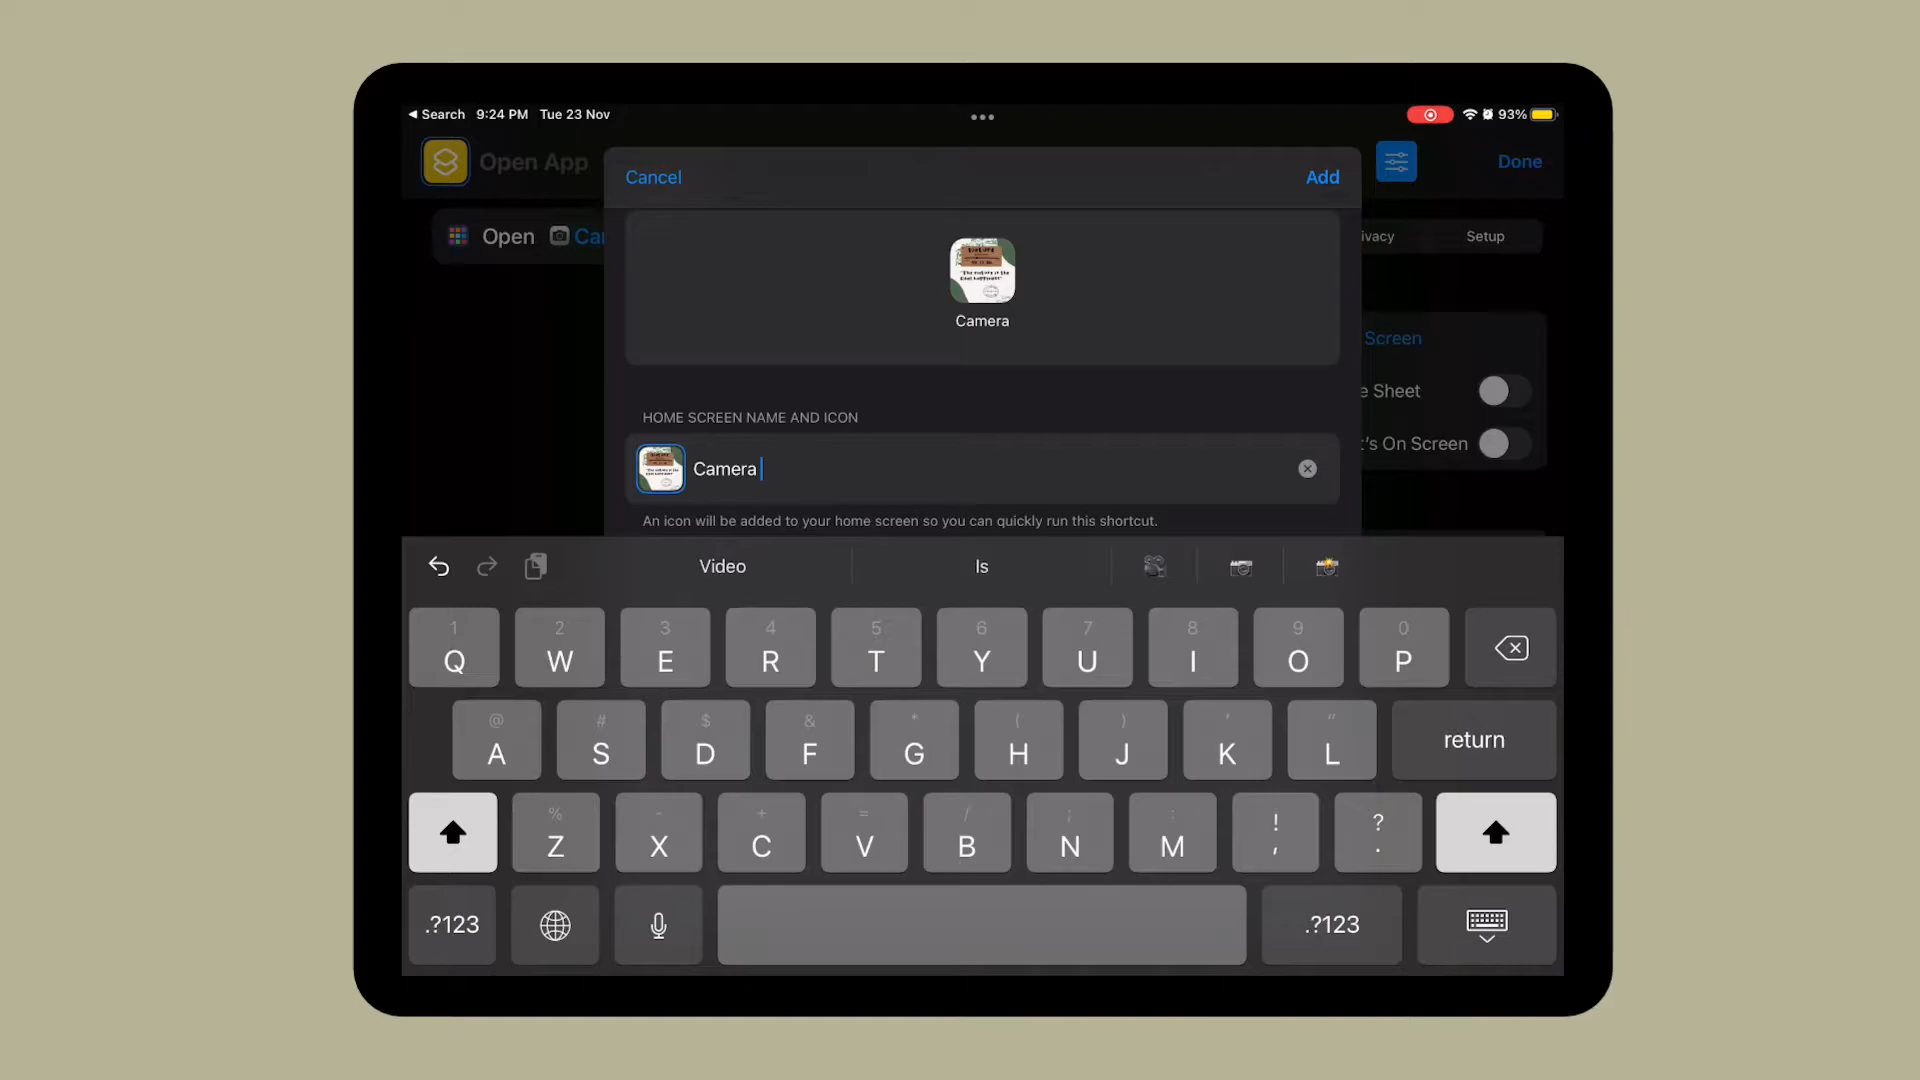 ◀ Search 9:24 PM Tue 23 Nov
93%
Open App
Cancel
Add
Done
Open
Camera
ivacy
Setup
Screen
e Sheet
HOME SCREEN NAME AND ICON
Camera
t's On Screen
An icon will be added to your home screen so you can quickly run this shortcut.
Video
Is
1 2 3 4 5 6 7 8 9 0
Q W E R T Y U I O P
@ # $ & * ( ) ' "
A S D F G H J K L
return
% - + = / ; : ! ?
Z X C V B N M , .
.?123
.?123